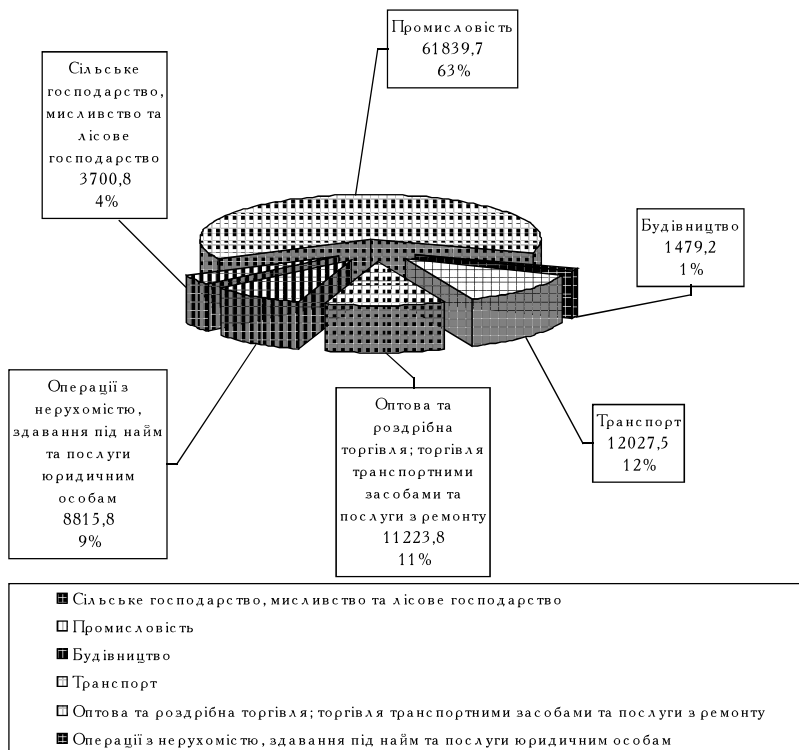 Промисловість
61839,7
63%
Сільське
господарство,
мисливство та
лісове
господарство
3700,8
4%
Будівництво
1479,2
1%
Операції з
нерухомістю,
здавання під найм
та послуги
юридичним
особам
8815,8
9%
Оптова та
роздрібна
торгівля; торгівля
транспортними
засобами та
послуги з ремонту
11223,8
11%
Транспорт
12027,5
12%
Сільське господарство, мисливство та лісове господарство
Промисловість
Будівництво
Транспорт
Оптова та роздрібна торгівля; торгівля транспортними засобами та послуги з ремонту
Операції з нерухомістю, здавання під найм та послуги юридичним особам